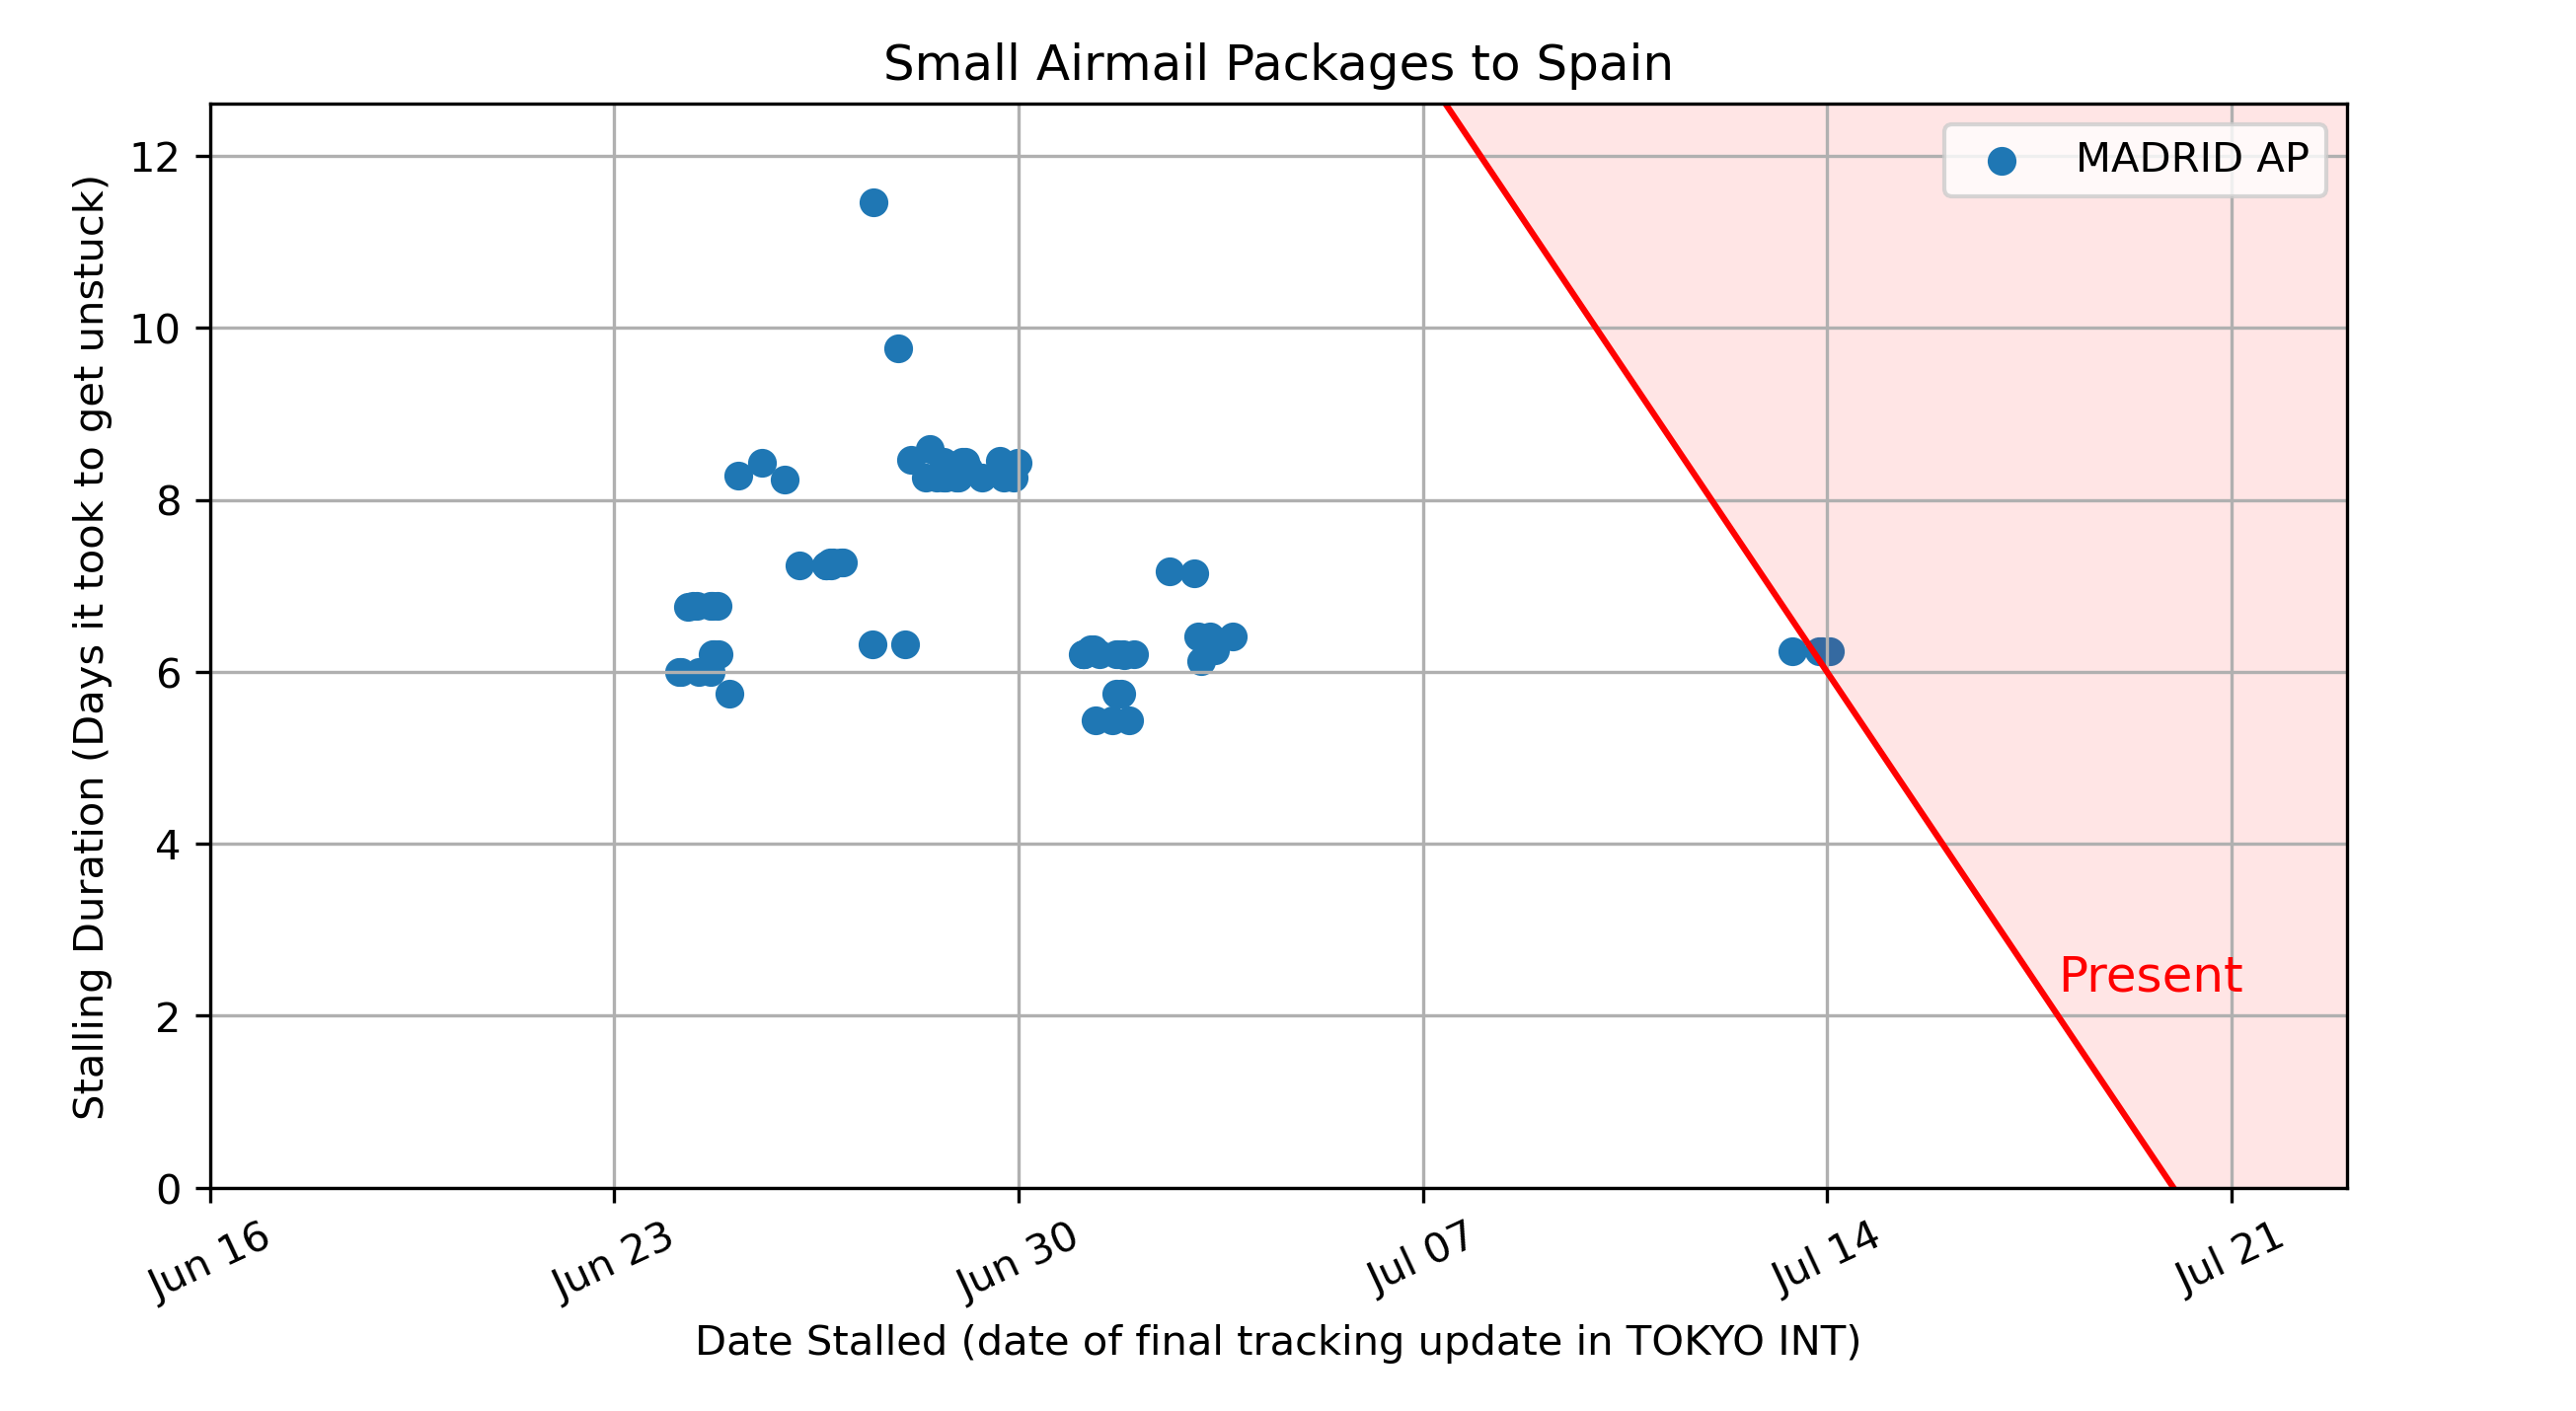 Small Airmail Packages to Spain
MADRID AP
Stalling Duration (Days it took to get unstuck)
12
10
8
6
4
2
0
Present
Jun 16
Jun 23
Jun 30
Jul 07
Jul 14
Jul 21
Date Stalled (date of final tracking update in TOKYO INT)